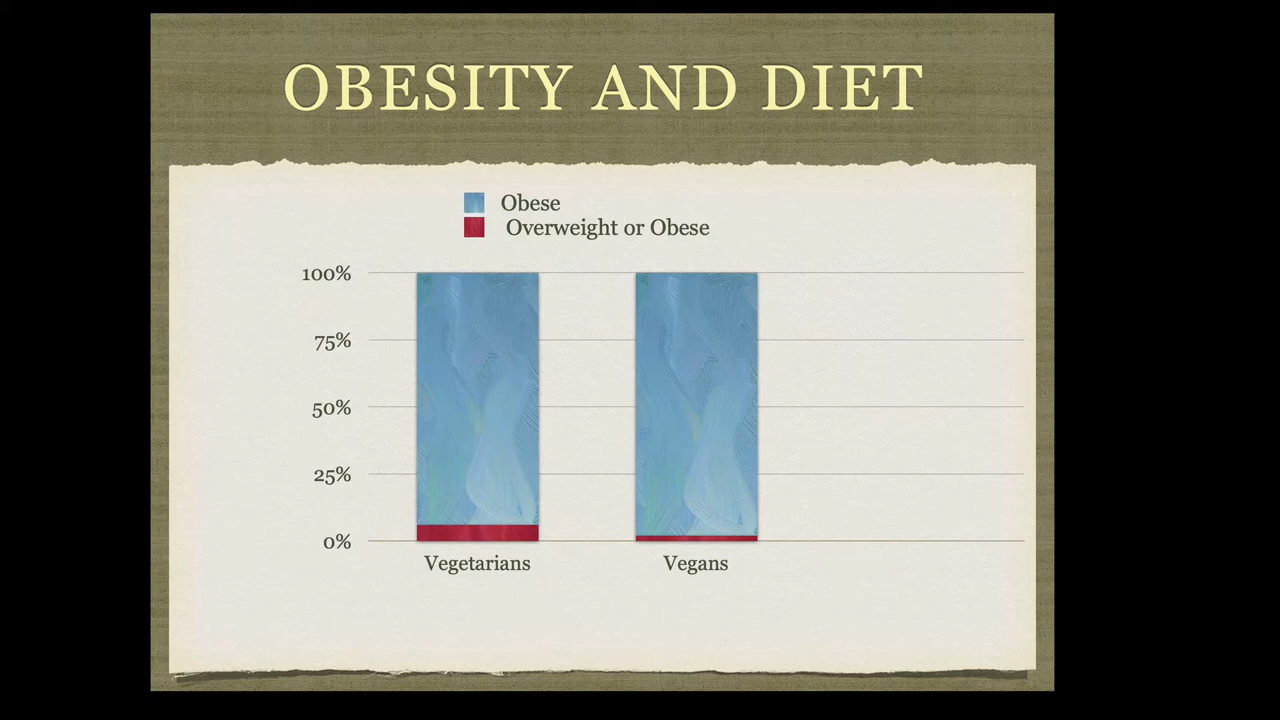 OBESITY AND DIET
Obese
Overweight or Obese
100%
75%
50%
25%
0%
Vegetarians
Vegans